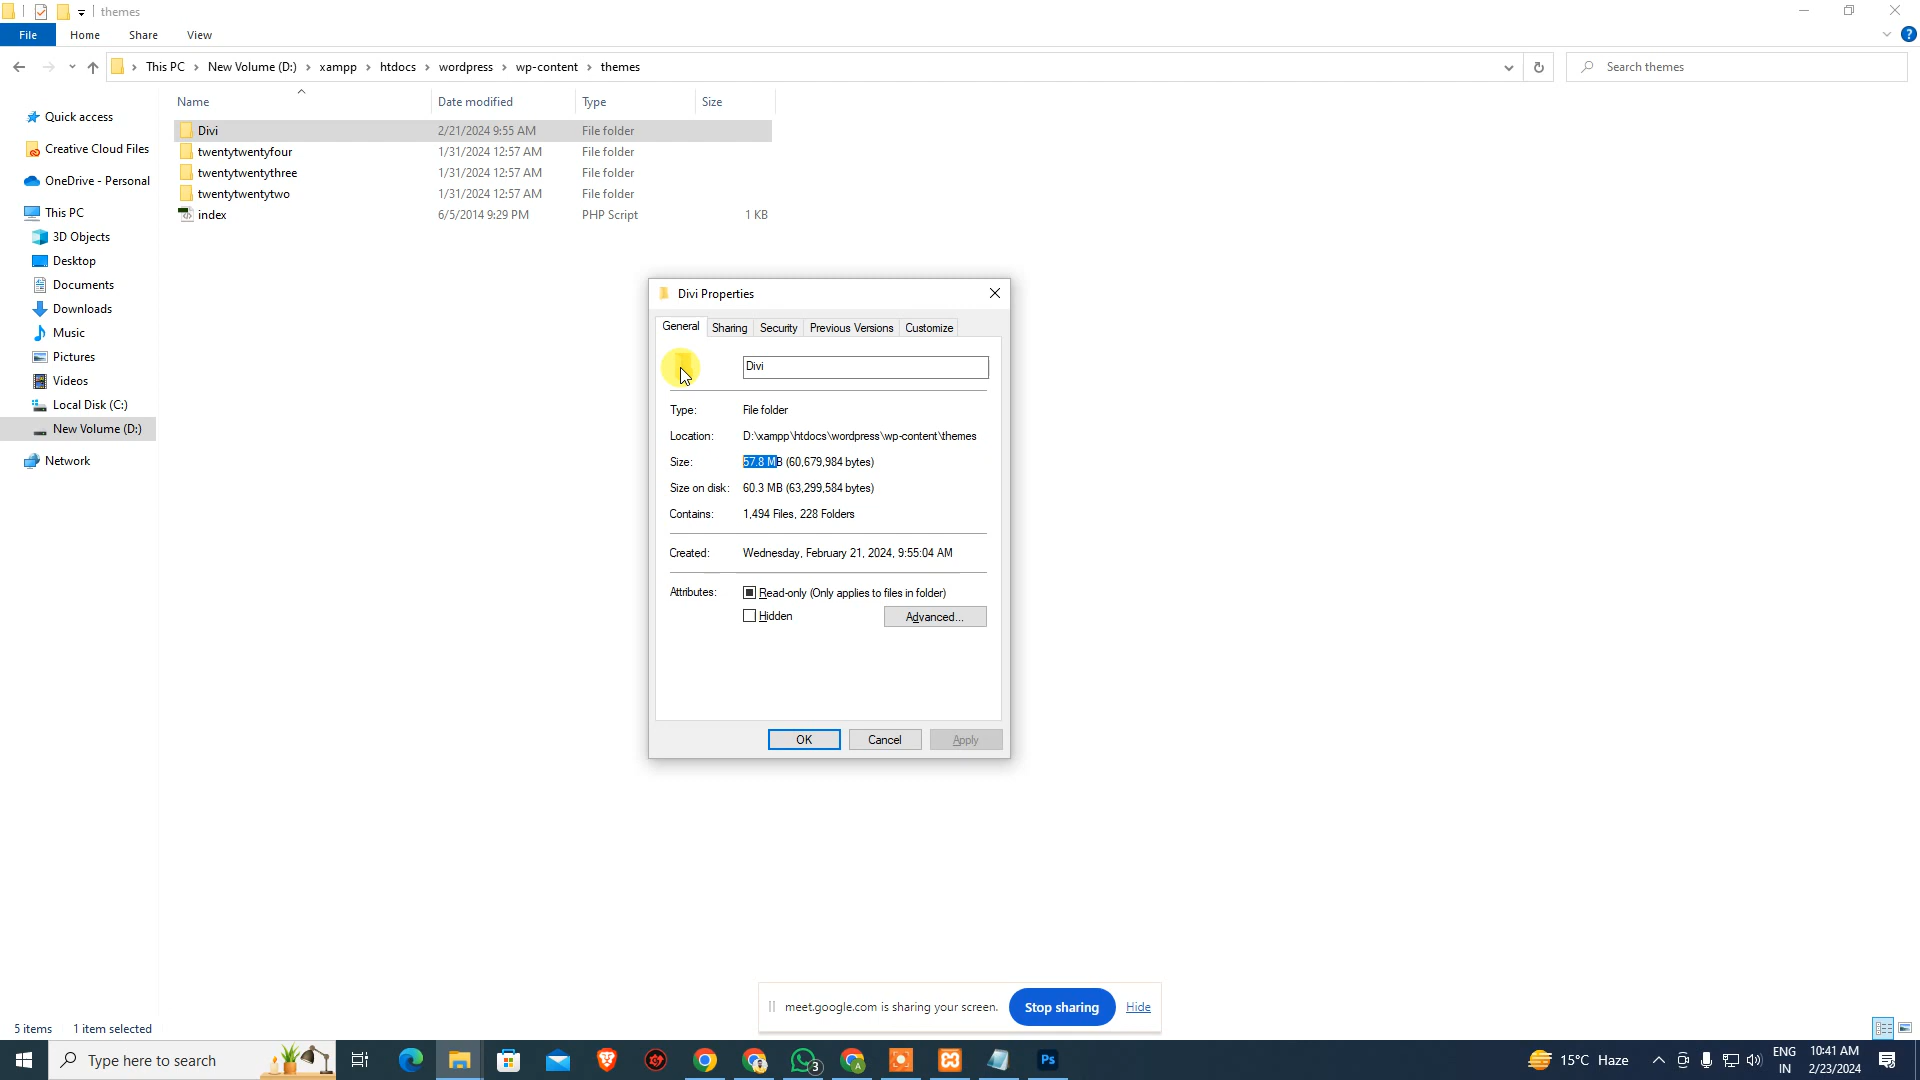 themes
File Home Share View
This PC New Volume (D:) xampp htdocs wordpress wp-content themes
Search themes
Name Date modified Type Size
Quick access
Creative Cloud Files
OneDrive - Personal
This PC
3D Objects
Desktop
Documents
Downloads
Music
Pictures
Videos
Local Disk (C:)
New Volume (D:)
Network
Divi 2/21/2024 9:55 AM File folder
twentytwentyfour 1/31/2024 12:57 AM File folder
twentytwentythree 1/31/2024 12:57 AM File folder
twentytwentytwo 1/31/2024 12:57 AM File folder
index 6/5/2014 9:29 PM PHP Script 1 KB
Divi Properties
General Sharing Security Previous Versions Customize
Divi
Type: File folder
Location: D:\xampp\htdocs\wordpress\wp-content\themes
Size: 57.8 MB (60,679,984 bytes)
Size on disk: 60.3 MB (63,299,584 bytes)
Contains: 1,494 Files, 228 Folders
Created: Wednesday, February 21, 2024, 9:55:04 AM
Attributes: Read-only (Only applies to files in folder)
Hidden Advanced...
OK Cancel Apply
meet.google.com is sharing your screen. Stop sharing Hide
5 items 1 item selected
Type here to search
3
A
Ps
15°C Haze
ENG
IN
10:41 AM
2/23/2024